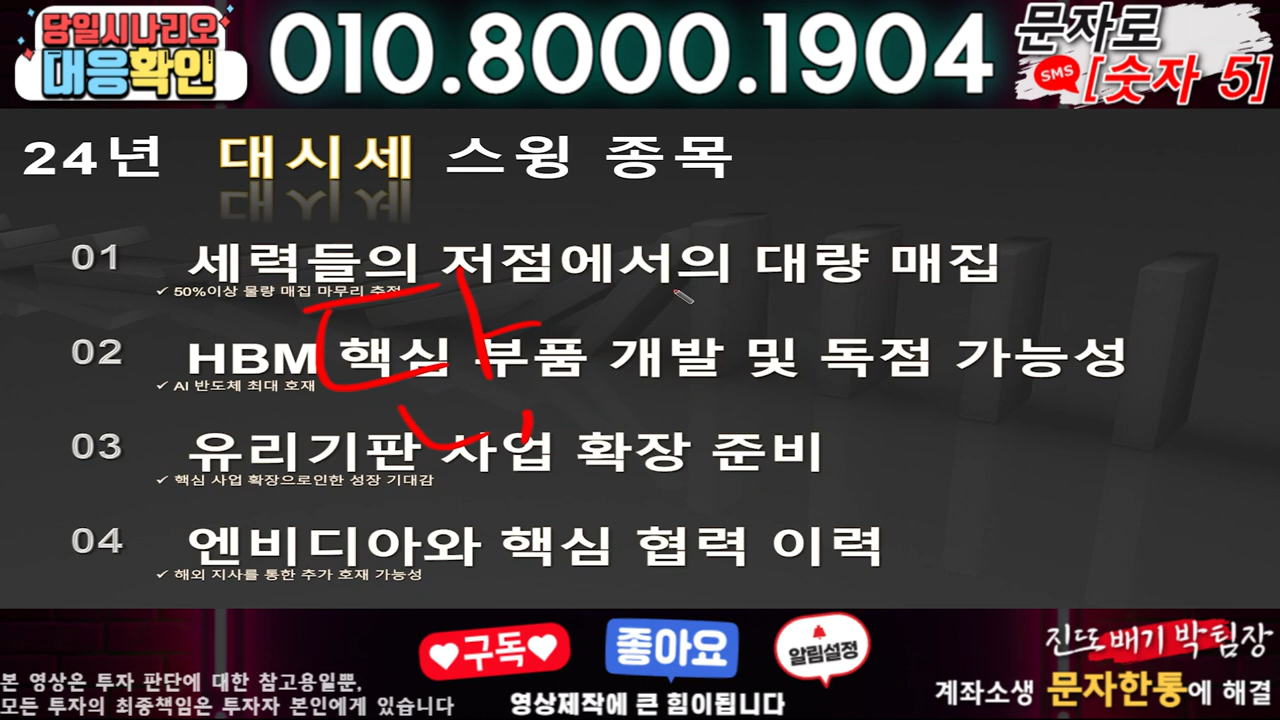 당일시나리오
대응확인
010.8000.1904
문자로
SMS [숫자 5]
24년 대시세 스윙 종목
01 세력들의 저점에서의 대량 매집
✓ 50%이상 물량 매집 마무리 추정
단,
02 HBM 핵심 부품 개발 및 독점 가능성
✓ AI 반도체 최대 호재
03 유리기판 사업 확장 준비
✓ 핵심 사업 확장으로인한 성장 기대감
04 엔비디아와 핵심 협력 이력
✓ 해외 지사를 통한 추가 호재 가능성
구독
좋아요
알림설정
진또배기 박팀장
본 영상은 투자 판단에 대한 참고용일뿐,
모든 투자의 최종책임은 투자자 본인에게 있습니다
영상제작에 큰 힘이됩니다
계좌소생 문자한통에 해결